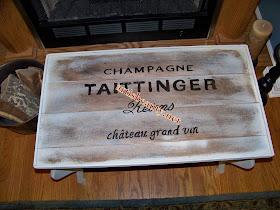 CHAMPAGNE
TAITTINGER
Reims
château grand vin